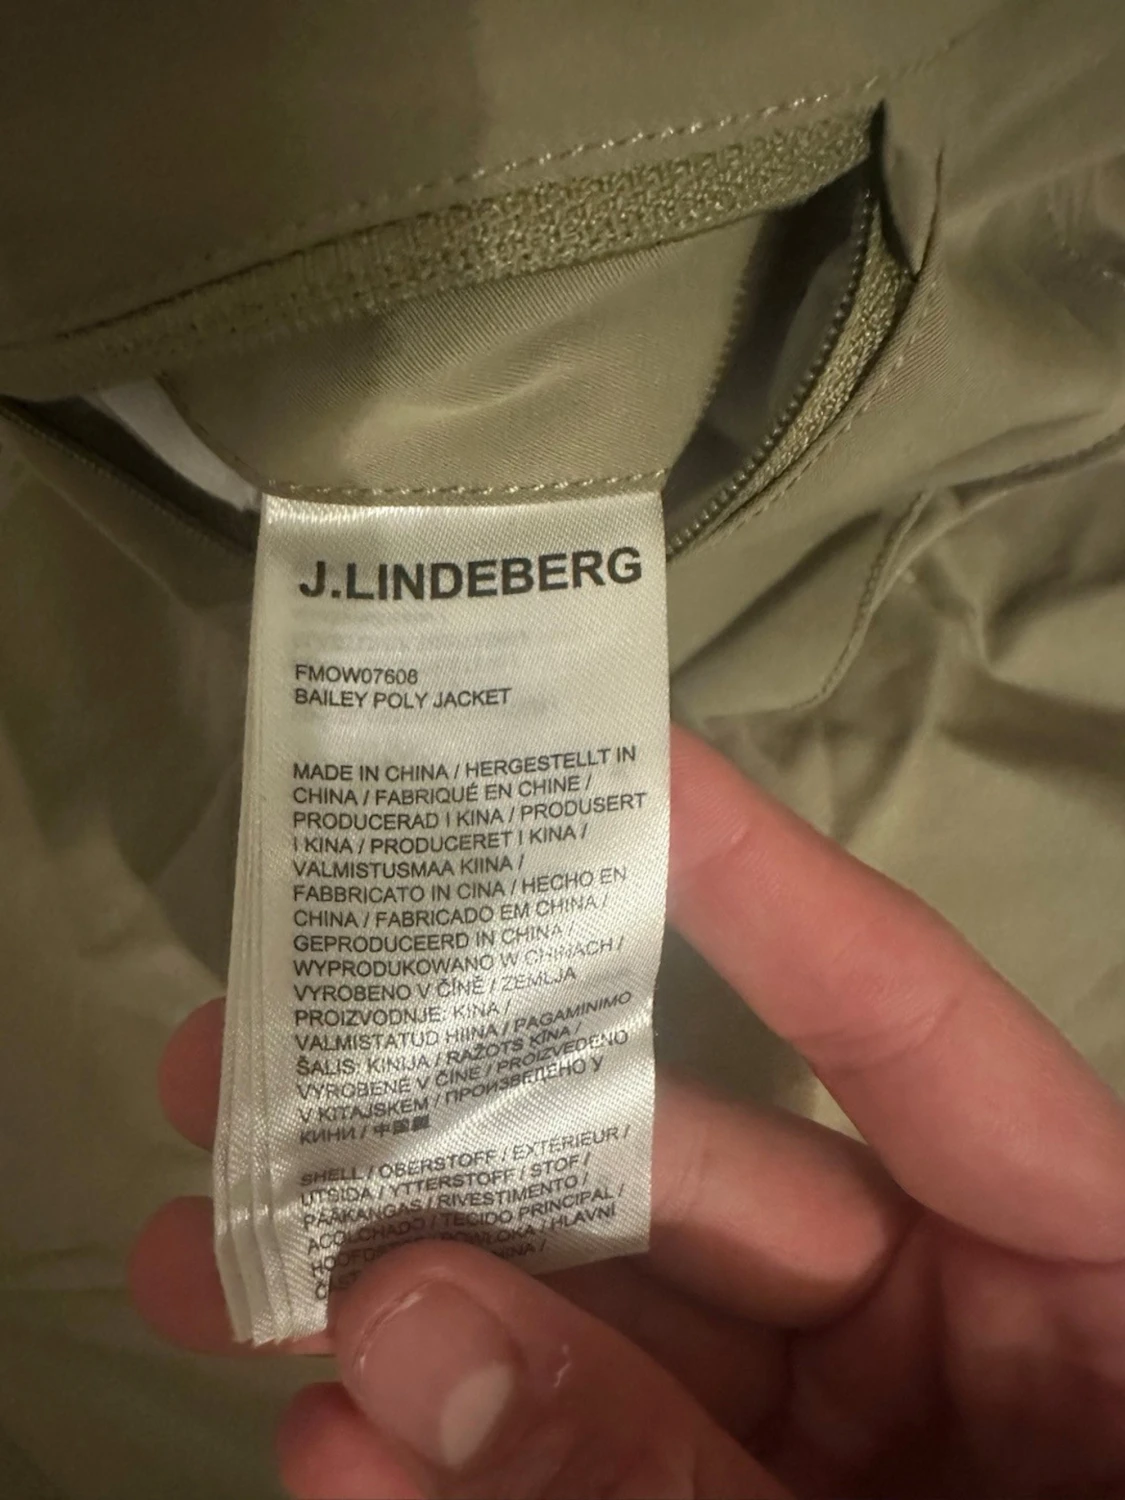 J.LINDEBERG
FMOW07608
BAILEY POLY JACKET
MADE IN CHINA / HERGESTELLT IN
CHINA / FABRIQUÉ EN CHINE /
PRODUCERAD I KINA / PRODUSERT
I KINA / PRODUCERET I KINA /
VALMISTUSMAA KIINA /
FABBRICATO IN CINA / HECHO EN
CHINA / FABRICADO EM CHINA /
GEPRODUCEERD IN CHINA /
WYPRODUKOWANO W CHINACH /
VYROBENO V ČÍNĚ / ZEMLJA
PROIZVODNJE: KINA /
VALMISTATUD HIINA / PAGAMINIMO
ŠALIS: KINIJA / RAŽOTS ĶĪNA /
VYROBENÉ V ČÍNE / PROIZVEDENO
V KITAJSKEM / ПРОИЗВЕДЕНО У
КИНИ / 中国製
SHELL / OBERSTOFF / EXTÉRIEUR /
UTSIDA / YTTERSTOFF / STOF /
PÄÄKANGAS / RIVESTIMENTO /
ACOLCHADO / TECIDO PRINCIPAL /
HLAVNÍ